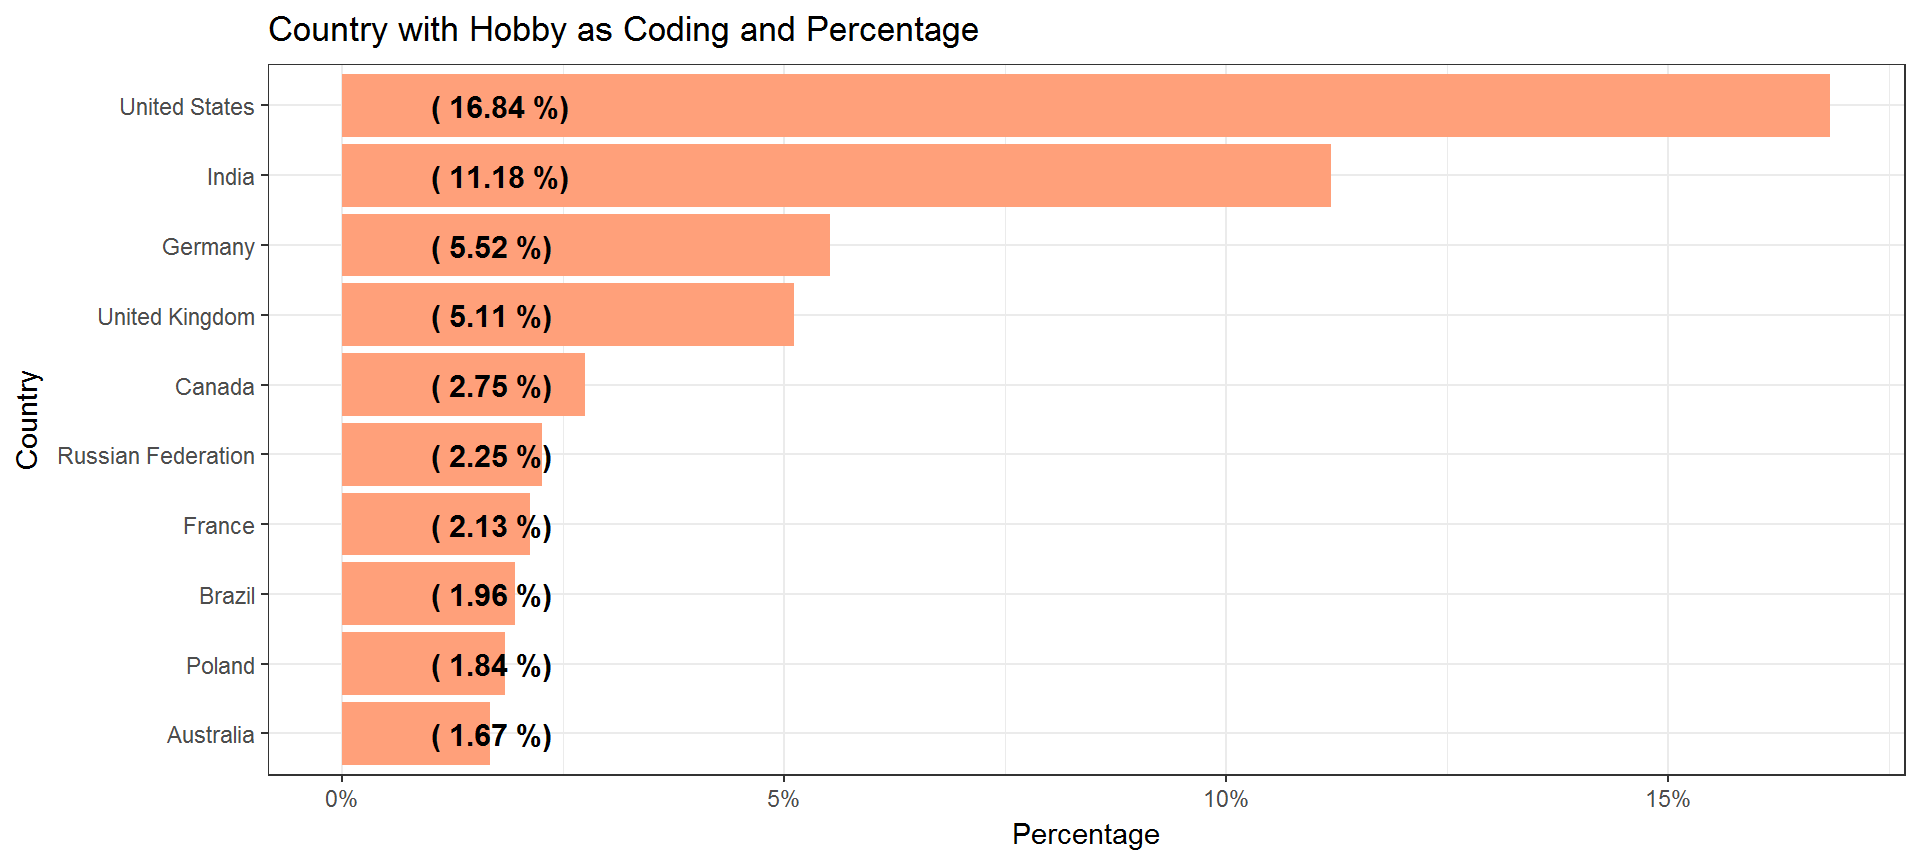 Country with Hobby as Coding and Percentage
United States ( 16.84 %)
India ( 11.18 %)
Germany ( 5.52 %)
United Kingdom ( 5.11 %)
Canada ( 2.75 %)
Russian Federation ( 2.25 %)
France ( 2.13 %)
Brazil ( 1.96 %)
Poland ( 1.84 %)
Australia ( 1.67 %)
Country
0% 5% 10% 15%
Percentage